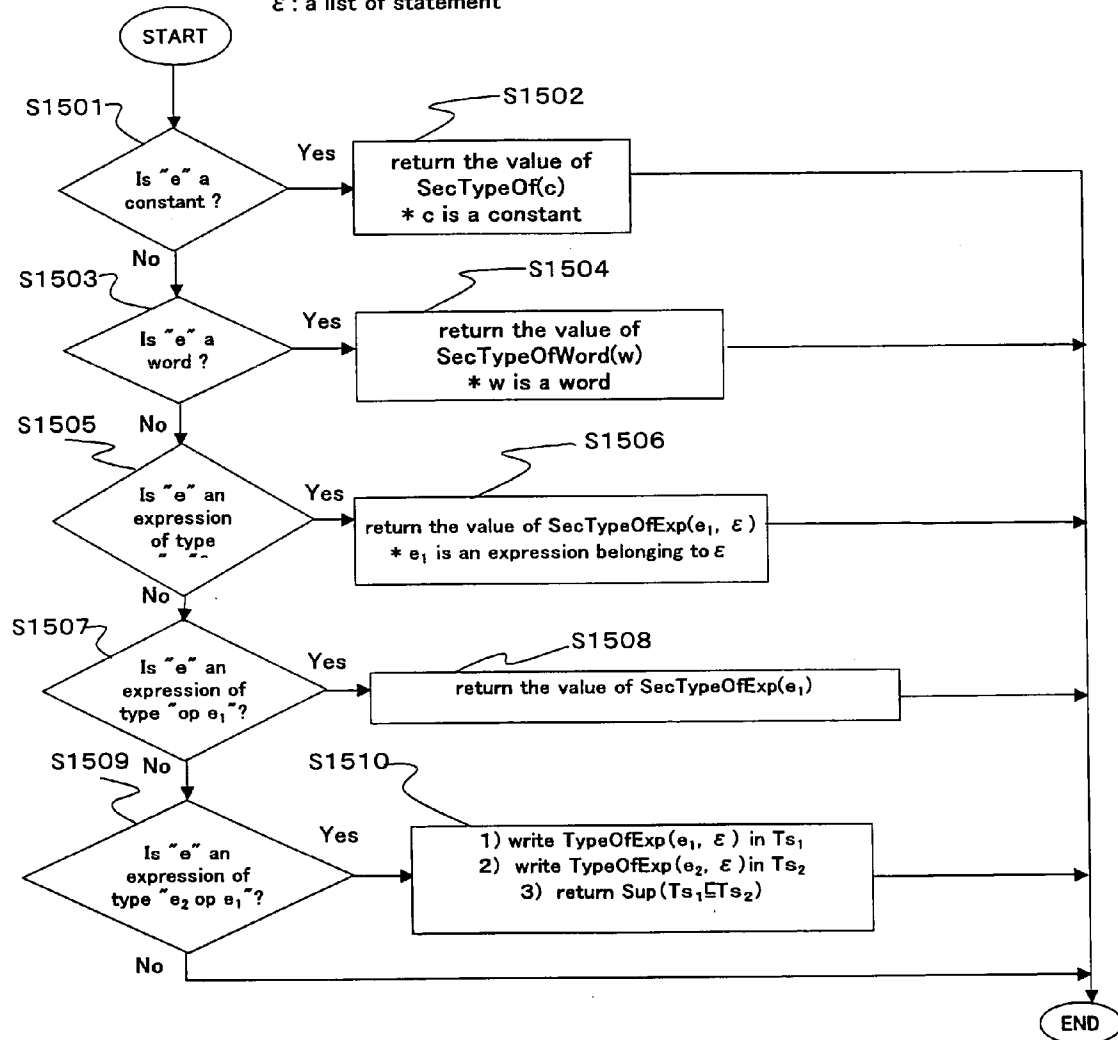 ε : a list of statement
START
S1501
S1502
Is "e" a
constant ?
Yes
return the value of
SecTypeOf(c)
* c is a constant
No
S1503
S1504
Is "e" a
word ?
Yes
return the value of
SecTypeOfWord(w)
* w is a word
No
S1505
S1506
Is "e" an
expression
of type
Yes
return the value of SecTypeOfExp(e₁, ε)
* e₁ is an expression belonging to ε
No
S1507
S1508
Is "e" an
expression of
type "op e₁"?
Yes
return the value of SecTypeOfExp(e₁)
No
S1509
S1510
Is "e" an
expression of
type "e₂ op e₁"?
Yes
1) write TypeOfExp(e₁, ε) in Ts₁
2) write TypeOfExp(e₂, ε)in Ts₂
3) return Sup(Ts₁⊑Ts₂)
No
END